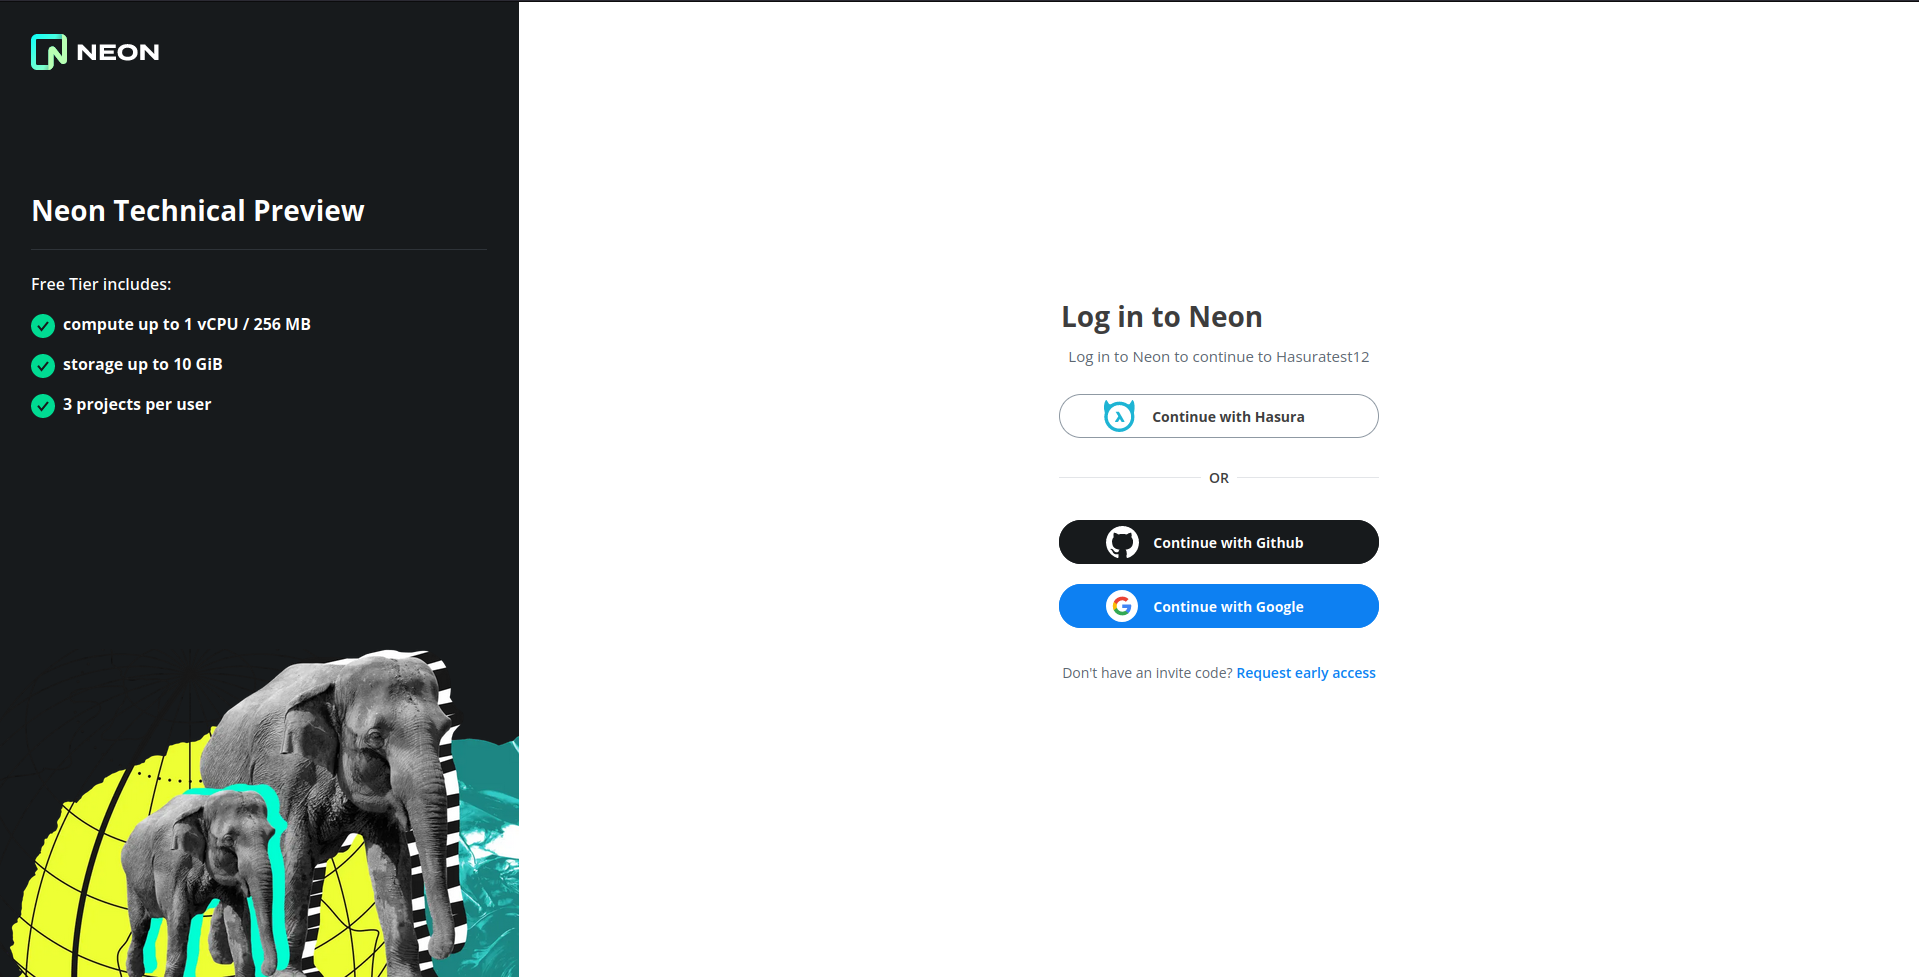 NEON
Neon Technical Preview
Free Tier includes:
compute up to 1 vCPU / 256 MB
storage up to 10 GiB
3 projects per user
Log in to Neon
Log in to Neon to continue to Hasuratest12
Continue with Hasura
OR
Continue with Github
Continue with Google
Don't have an invite code? Request early access